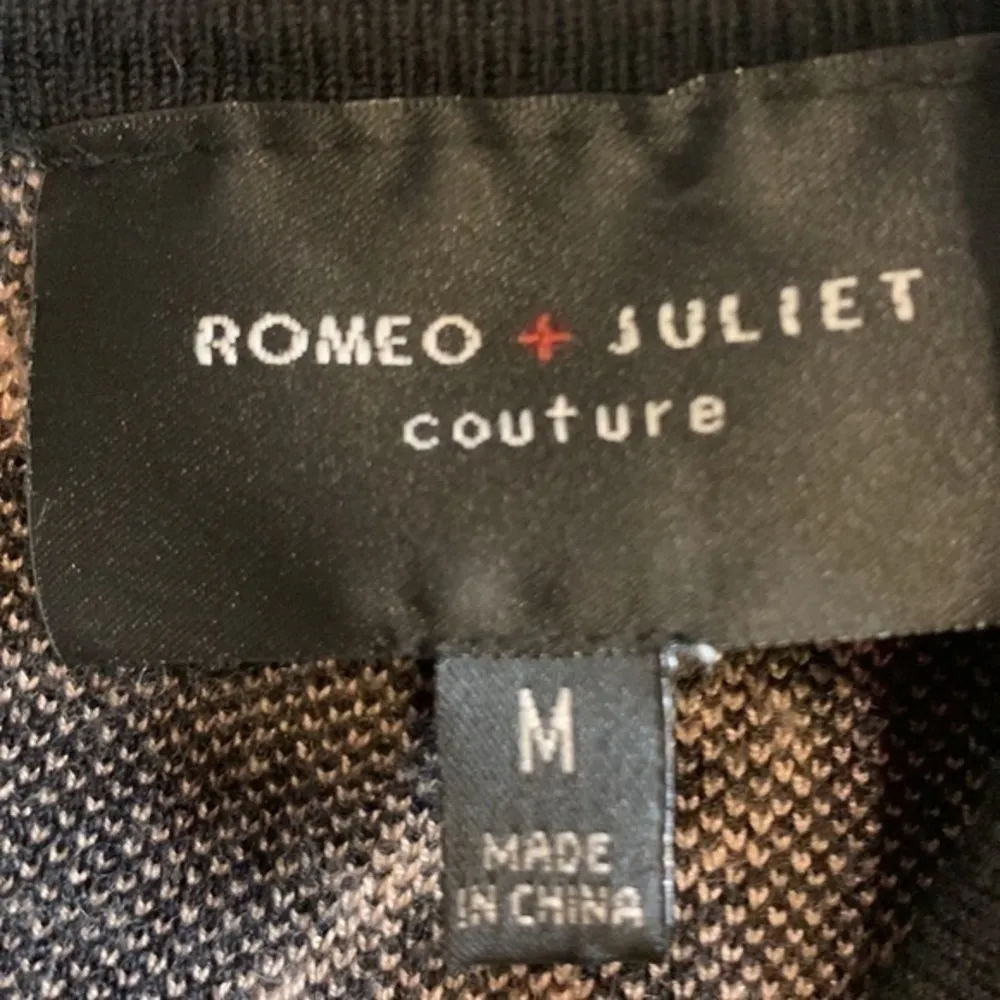 ROMEO + JULIET
couture
M
MADE
IN CHINA